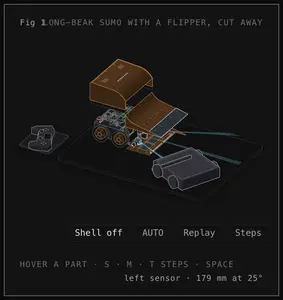 Fig 1 LONG-BEAK SUMO WITH A FLIPPER, CUT AWAY
Shell off AUTO Replay Steps
HOVER A PART · S · M · T STEPS · SPACE
left sensor · 179 mm at 25°